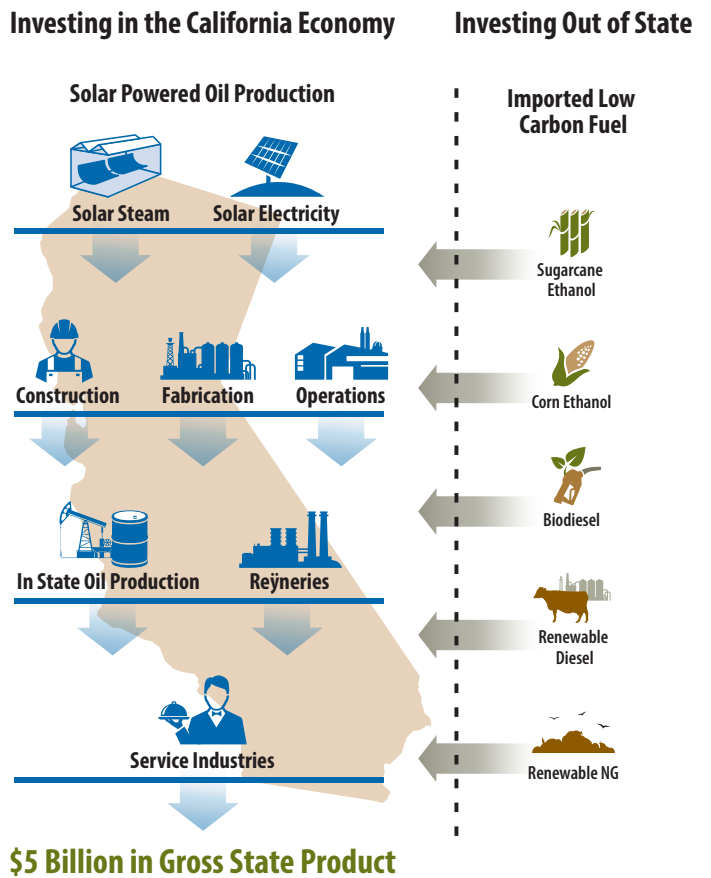 Investing in the California Economy
Investing Out of State
Solar Powered Oil Production
Imported Low
Carbon Fuel
Solar Steam
Solar Electricity
Sugarcane
Ethanol
Construction
Fabrication
Operations
Corn Ethanol
Biodiesel
In State Oil Production
Reÿneries
Renewable
Diesel
Service Industries
Renewable NG
$5 Billion in Gross State Product